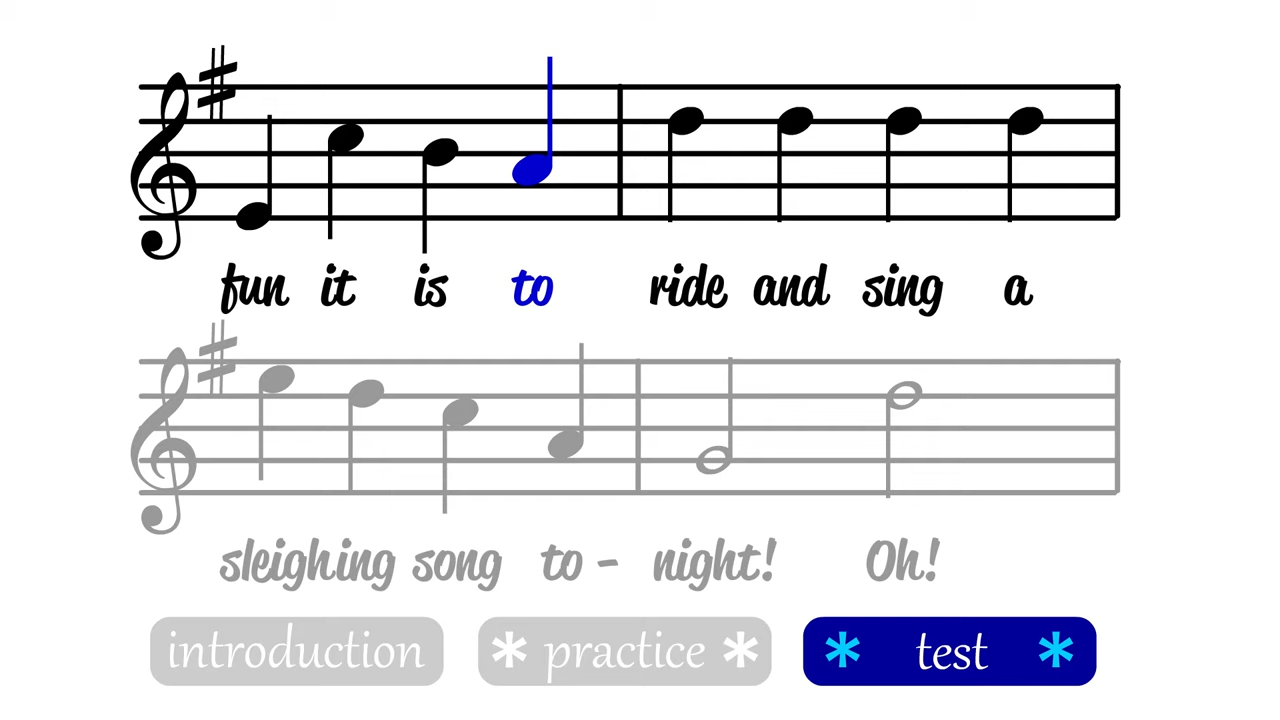 fun it is to ride and sing a
sleighing song to - night! Oh!
introduction * practice * * test *